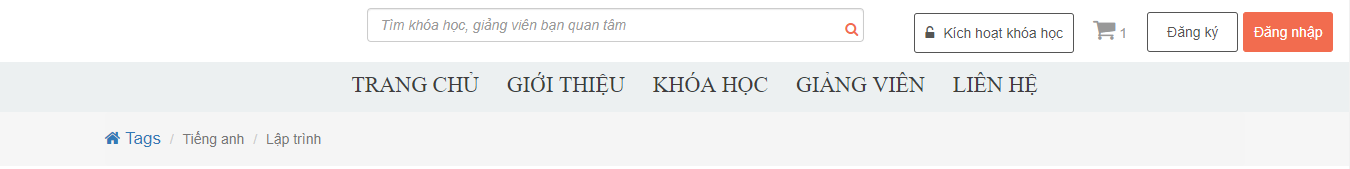 Tìm khóa học, giảng viên bạn quan tâm
Kích hoạt khóa học 1 Đăng ký Đăng nhập
TRANG CHỦ GIỚI THIỆU KHÓA HỌC GIẢNG VIÊN LIÊN HỆ
Tags / Tiếng anh / Lập trình